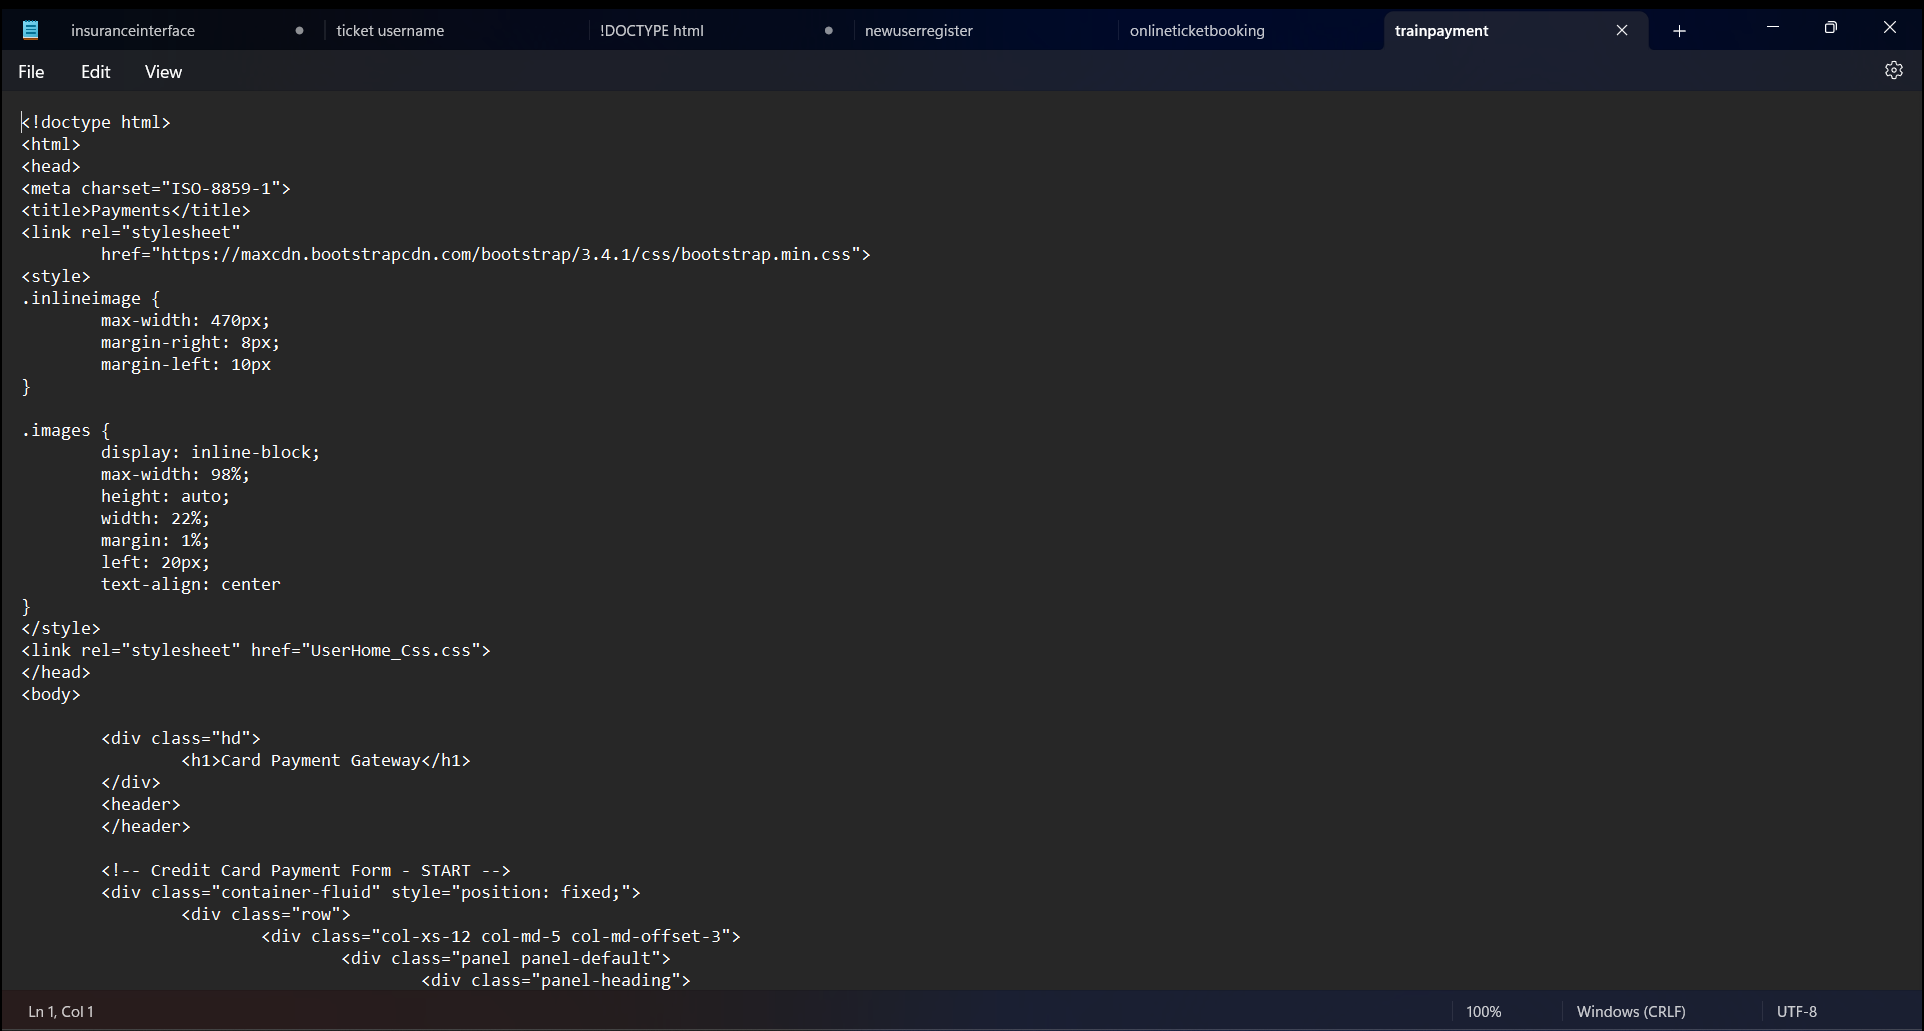 insuranceinterface ticket username !DOCTYPE html newuserregister onlineticketbooking trainpayment
File Edit View
<!doctype html>
<html>
<head>
<meta charset="ISO-8859-1">
<title>Payments</title>
<link rel="stylesheet"
        href="https://maxcdn.bootstrapcdn.com/bootstrap/3.4.1/css/bootstrap.min.css">
<style>
.inlineimage {
        max-width: 470px;
        margin-right: 8px;
        margin-left: 10px
}

.images {
        display: inline-block;
        max-width: 98%;
        height: auto;
        width: 22%;
        margin: 1%;
        left: 20px;
        text-align: center
}
</style>
<link rel="stylesheet" href="UserHome_Css.css">
</head>
<body>

        <div class="hd">
                <h1>Card Payment Gateway</h1>
        </div>
        <header>
        </header>

        <!-- Credit Card Payment Form - START -->
        <div class="container-fluid" style="position: fixed;">
                <div class="row">
                        <div class="col-xs-12 col-md-5 col-md-offset-3">
                                <div class="panel panel-default">
                                        <div class="panel-heading">
Ln 1, Col 1 100% Windows (CRLF) UTF-8